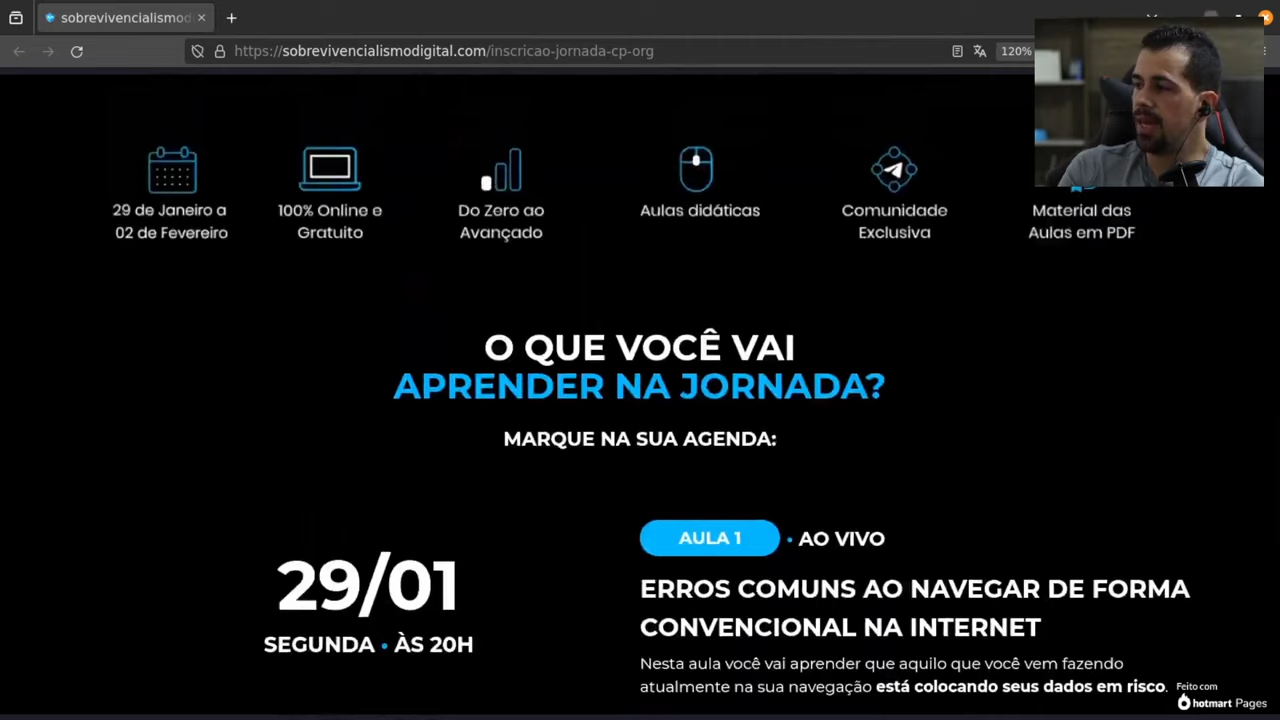 sobrevivencialismod
https://sobrevivencialismodigital.com/inscricao-jornada-cp-org
120%
29 de Janeiro a
02 de Fevereiro
100% Online e
Gratuito
Do Zero ao
Avançado
Aulas didáticas
Comunidade
Exclusiva
Material das
Aulas em PDF
O QUE VOCÊ VAI
APRENDER NA JORNADA?
MARQUE NA SUA AGENDA:
29/01
SEGUNDA • ÀS 20H
AULA 1 • AO VIVO
ERROS COMUNS AO NAVEGAR DE FORMA
CONVENCIONAL NA INTERNET
Nesta aula você vai aprender que aquilo que você vem fazendo
atualmente na sua navegação está colocando seus dados em risco.
Feito com
hotmart Pages